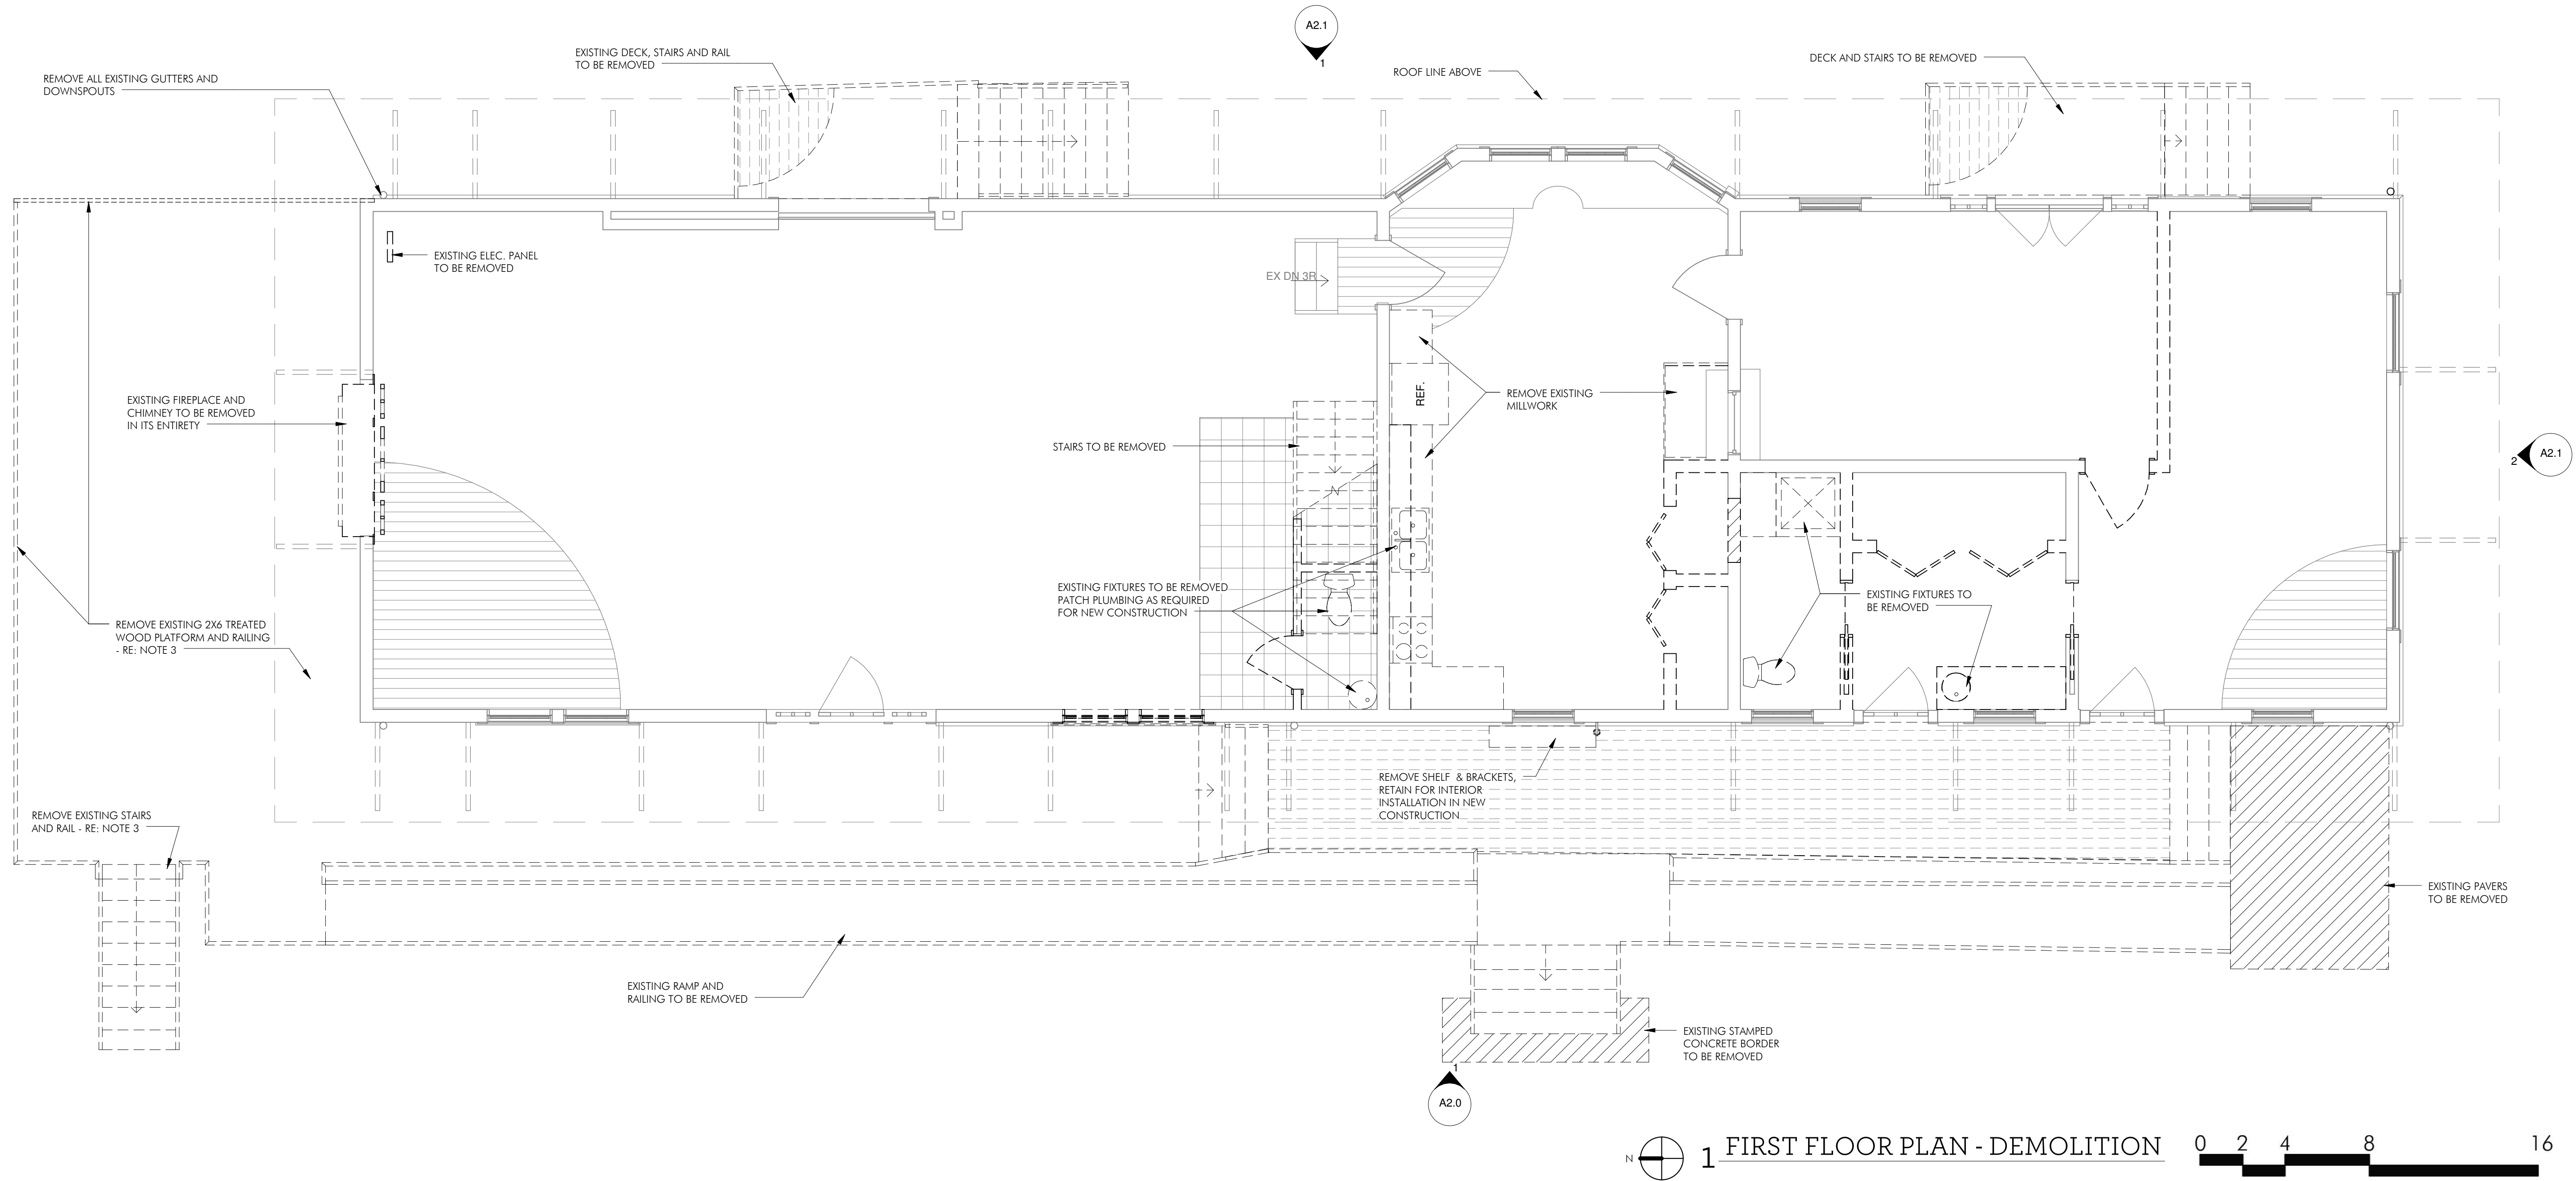 A2.1
1
EXISTING DECK, STAIRS AND RAIL
TO BE REMOVED
ROOF LINE ABOVE
DECK AND STAIRS TO BE REMOVED
REMOVE ALL EXISTING GUTTERS AND
DOWNSPOUTS
EXISTING ELEC. PANEL
TO BE REMOVED
EX DN 3R
EXISTING FIREPLACE AND
CHIMNEY TO BE REMOVED
IN ITS ENTIRETY
REF.
REMOVE EXISTING
MILLWORK
STAIRS TO BE REMOVED
2
A2.1
EXISTING FIXTURES TO BE REMOVED
PATCH PLUMBING AS REQUIRED
FOR NEW CONSTRUCTION
EXISTING FIXTURES TO
BE REMOVED
REMOVE EXISTING 2X6 TREATED
WOOD PLATFORM AND RAILING
- RE: NOTE 3
REMOVE SHELF & BRACKETS,
RETAIN FOR INTERIOR
INSTALLATION IN NEW
CONSTRUCTION
REMOVE EXISTING STAIRS
AND RAIL - RE: NOTE 3
EXISTING PAVERS
TO BE REMOVED
EXISTING RAMP AND
RAILING TO BE REMOVED
EXISTING STAMPED
CONCRETE BORDER
TO BE REMOVED
1
A2.0
N
1 FIRST FLOOR PLAN - DEMOLITION
0 2 4 8 16